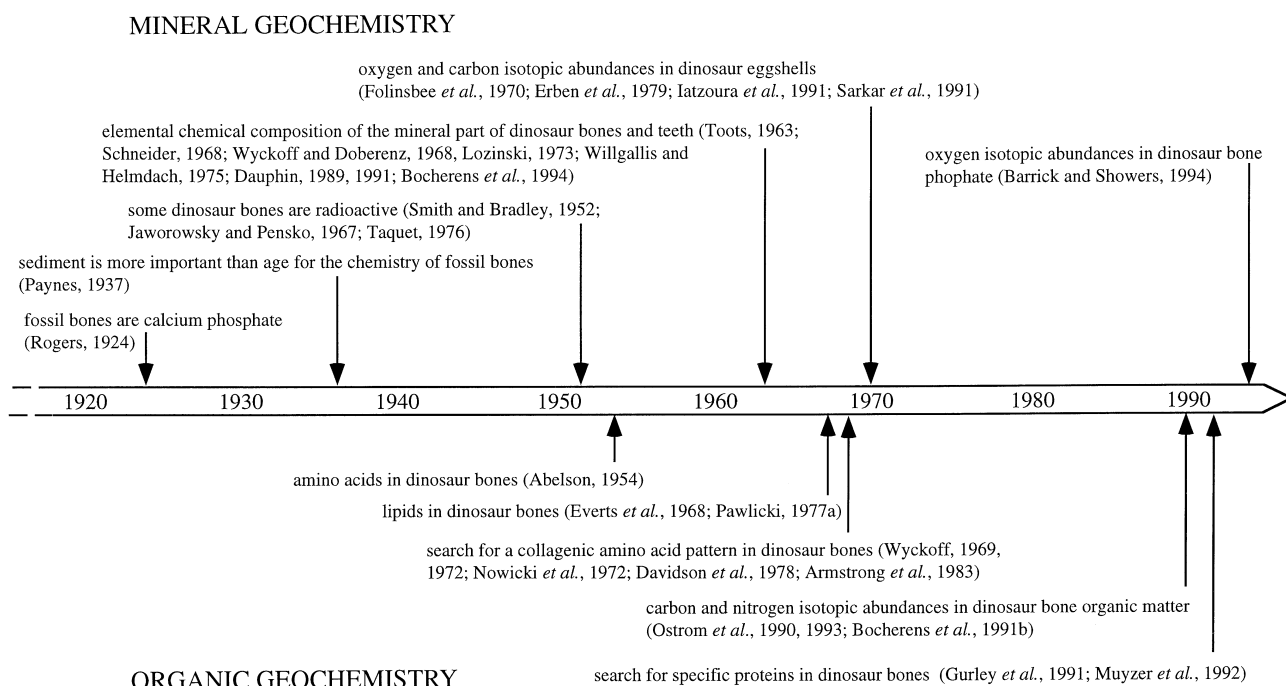 MINERAL GEOCHEMISTRY
oxygen and carbon isotopic abundances in dinosaur eggshells
(Folinsbee et al., 1970; Erben et al., 1979; Iatzoura et al., 1991; Sarkar et al., 1991)
elemental chemical composition of the mineral part of dinosaur bones and teeth (Toots, 1963;
Schneider, 1968; Wyckoff and Doberenz, 1968, Lozinski, 1973; Willgallis and
Helmdach, 1975; Dauphin, 1989, 1991; Bocherens et al., 1994)
oxygen isotopic abundances in dinosaur bone
phophate (Barrick and Showers, 1994)
some dinosaur bones are radioactive (Smith and Bradley, 1952;
Jaworowsky and Pensko, 1967; Taquet, 1976)
sediment is more important than age for the chemistry of fossil bones
(Paynes, 1937)
fossil bones are calcium phosphate
(Rogers, 1924)
1920 1930 1940 1950 1960 1970 1980 1990
amino acids in dinosaur bones (Abelson, 1954)
lipids in dinosaur bones (Everts et al., 1968; Pawlicki, 1977a)
search for a collagenic amino acid pattern in dinosaur bones (Wyckoff, 1969,
1972; Nowicki et al., 1972; Davidson et al., 1978; Armstrong et al., 1983)
carbon and nitrogen isotopic abundances in dinosaur bone organic matter
(Ostrom et al., 1990, 1993; Bocherens et al., 1991b)
search for specific proteins in dinosaur bones (Gurley et al., 1991; Muyzer et al., 1992)
ORGANIC GEOCHEMISTRY